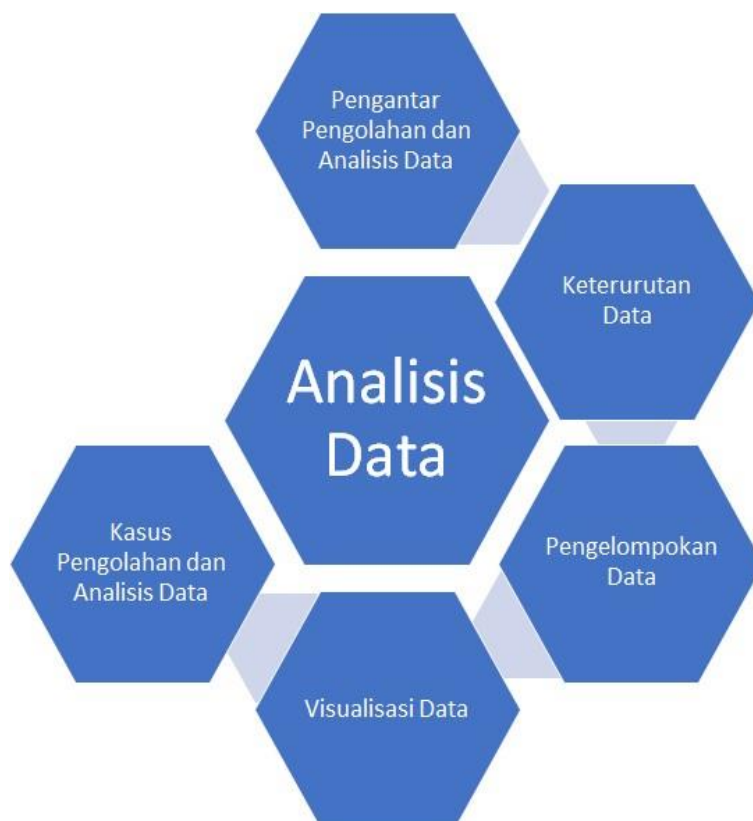 Pengantar
Pengolahan dan
Analisis Data
Keterurutan
Data
Analisis
Data
Kasus
Pengolahan dan
Analisis Data
Pengelompokan
Data
Visualisasi Data